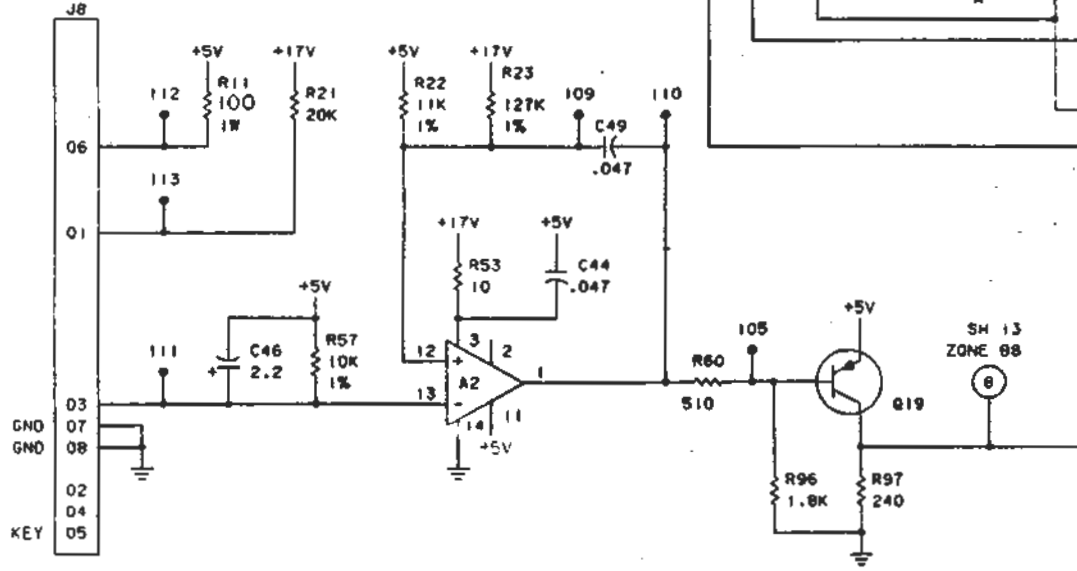 J8
+5V
+17V
+5V
+17V
112
R11
100
1W
R21
20K
R22
11K
1%
R23
127K
1%
109
110
C49
.047
06
113
01
+17V
+5V
R53
10
C44
.047
+5V
3
2
111
C46
+
2.2
R57
10K
1%
12
+
A2
1
13
-
14
11
+5V
R60
510
105
+5V
SH 13
ZONE B8
8
Q19
03
GND 07
GND 08
02
04
KEY 05
R96
1.8K
R97
240